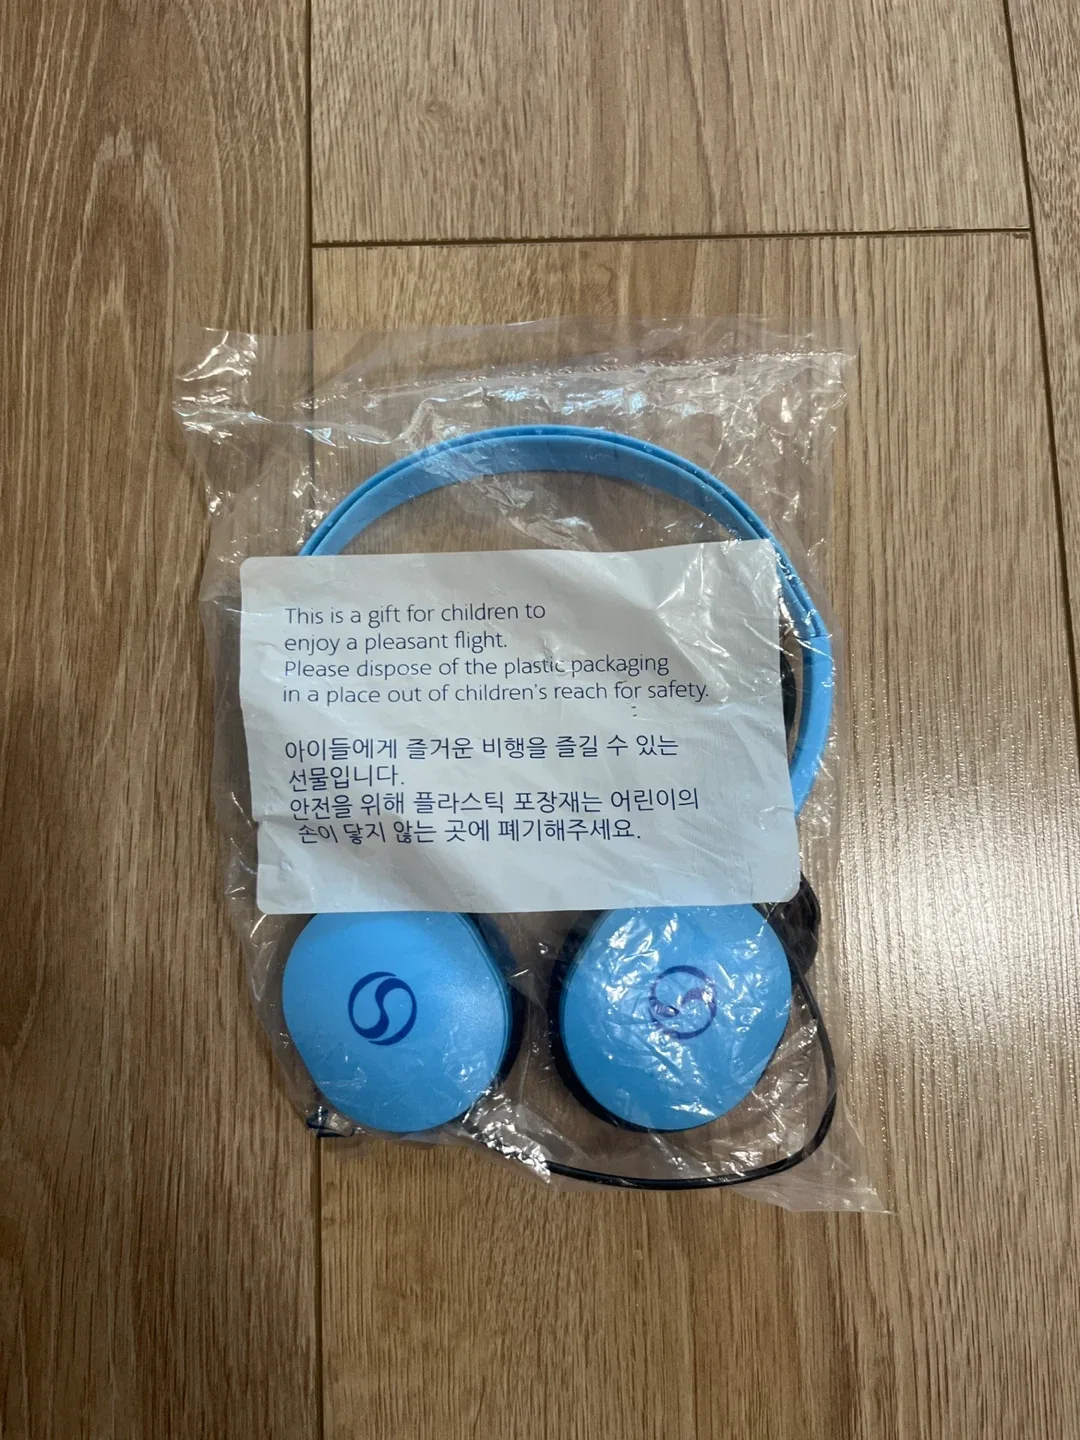 This is a gift for children to
enjoy a pleasant flight.
Please dispose of the plastic packaging
in a place out of children's reach for safety.
아이들에게 즐거운 비행을 즐길 수 있는
선물입니다.
안전을 위해 플라스틱 포장재는 어린이의
손이 닿지 않는 곳에 폐기해주세요.